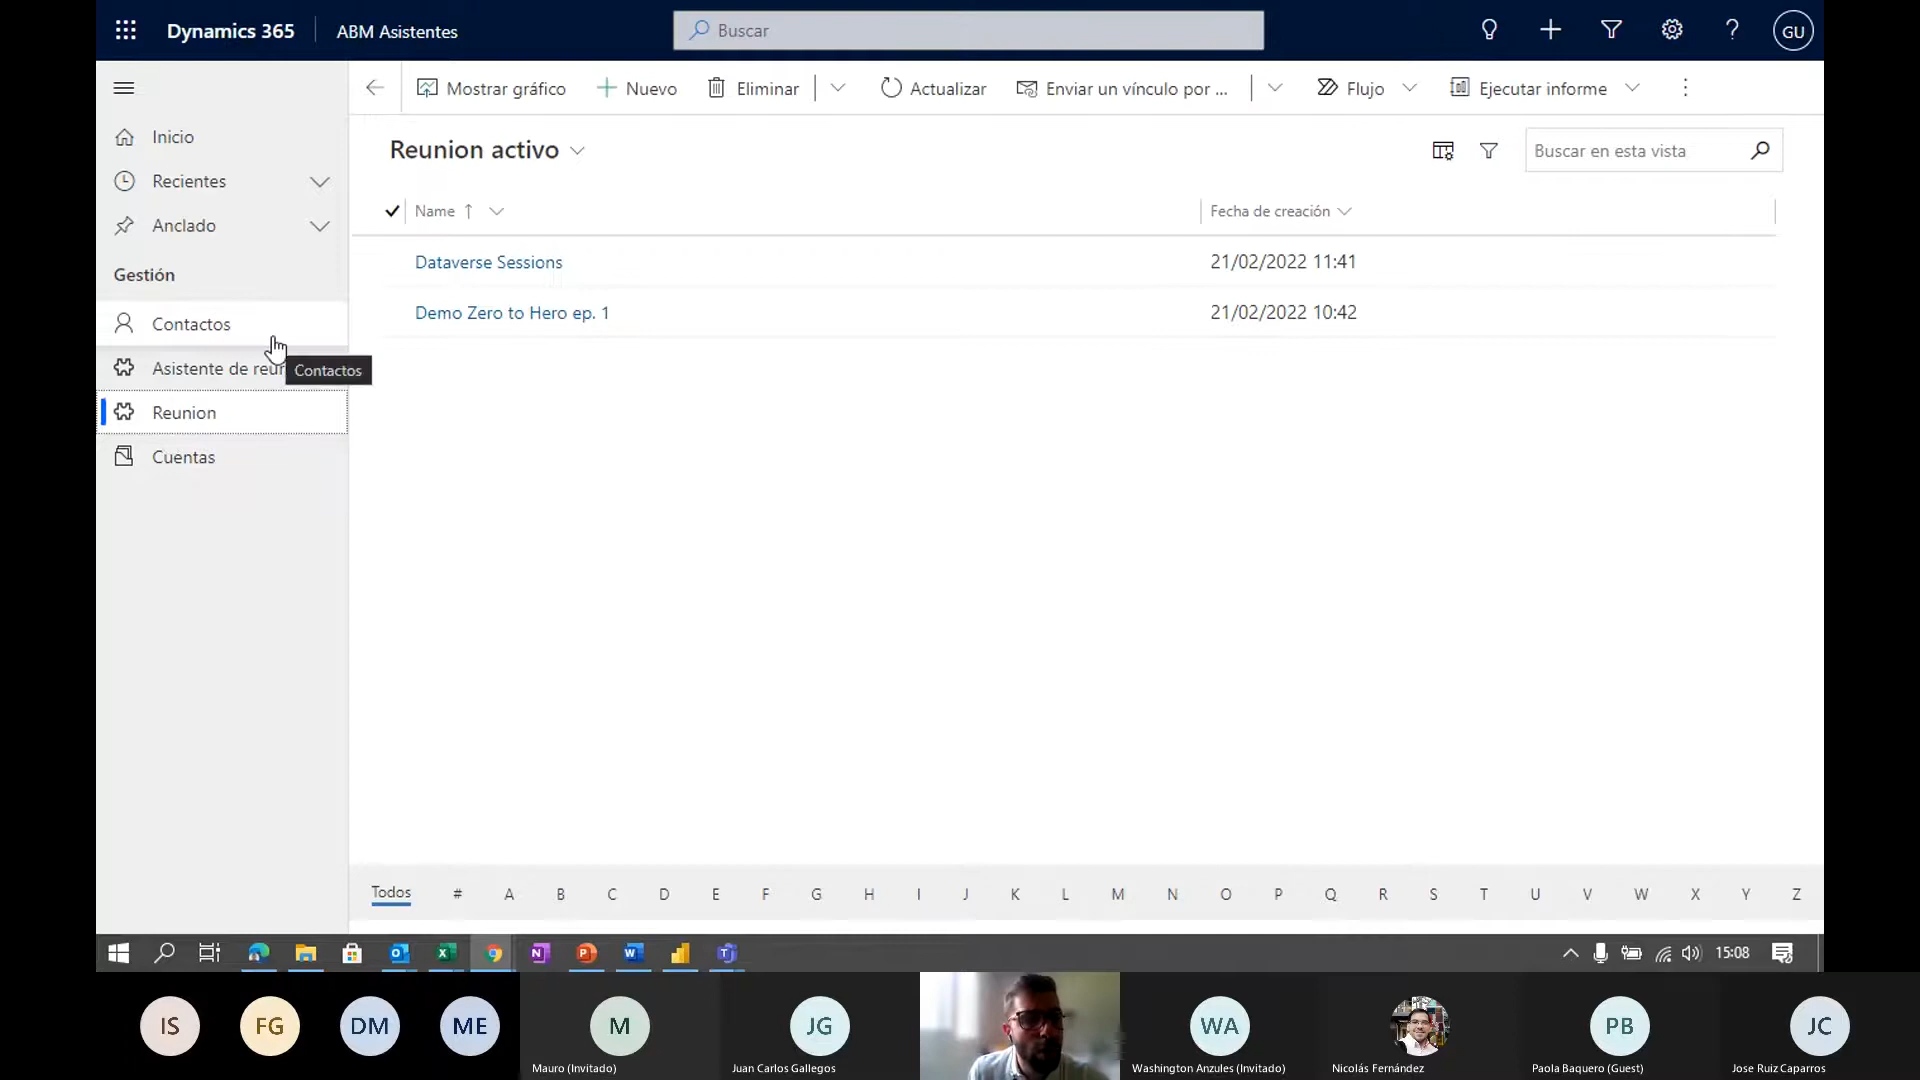 Dynamics 365
ABM Asistentes
Buscar
GU
Mostrar gráfico
Nuevo
Eliminar
Actualizar
Enviar un vínculo por ...
Flujo
Ejecutar informe
Inicio
Recientes
Anclado
Gestión
Contactos
Asistente de reur
Contactos
Reunion
Cuentas
Reunion activo
Buscar en esta vista
Name
Fecha de creación
Dataverse Sessions
21/02/2022 11:41
Demo Zero to Hero ep. 1
21/02/2022 10:42
Todos # A B C D E F G H I J K L M N O P Q R S T U V W X Y Z
15:08
IS
FG
DM
ME
M
Mauro (Invitado)
JG
Juan Carlos Gallegos
WA
Washington Anzules (Invitado)
Nicolás Fernández
PB
Paola Baquero (Guest)
JC
Jose Ruiz Caparros